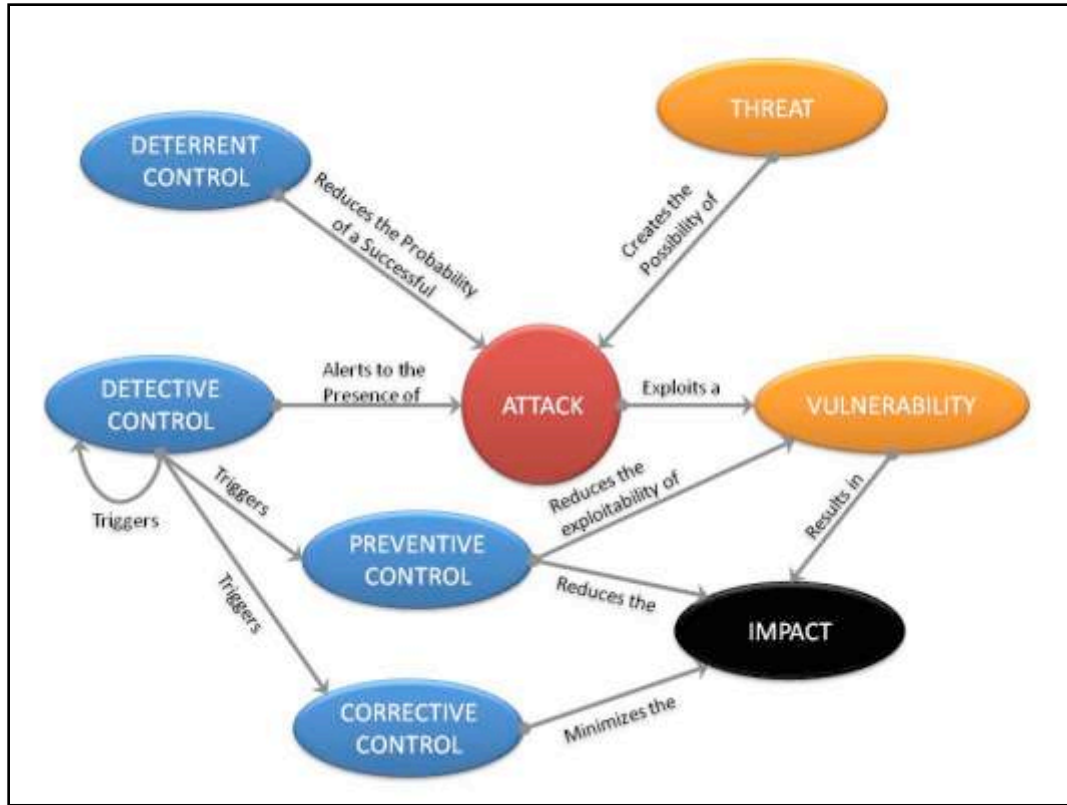 THREAT
DETERRENT
CONTROL
Reduces the Probability
of a Successful
Creates the
Possibility of
DETECTIVE
CONTROL
Alerts to the
Presence of
ATTACK
Exploits a
VULNERABILITY
Triggers
Triggers
Reduces the
exploitability of
Results in
PREVENTIVE
CONTROL
Reduces the
Triggers
IMPACT
CORRECTIVE
CONTROL
Minimizes the